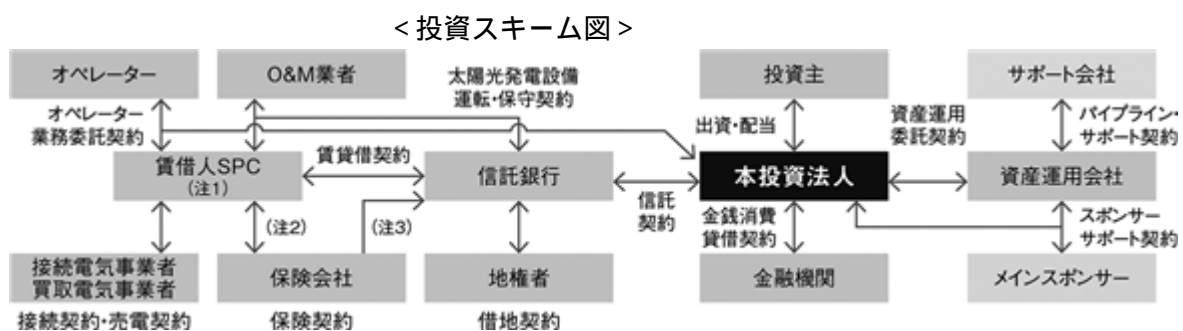 <投資スキーム図>
オペレーター
O&M業者
太陽光発電設備
運転・保守契約
投資主
サポート会社
オペレーター
業務委託契約
出資・配当
資産運用
委託契約
パイプライン・
サポート契約
賃借人SPC
(注1)
賃貸借契約
信託銀行
本投資法人
資産運用会社
(注2)
(注3)
信託
契約
金銭消費
貸借契約
スポンサー
サポート契約
接続電気事業者
買取電気事業者
保険会社
地権者
金融機関
メインスポンサー
接続契約・売電契約
保険契約
借地契約